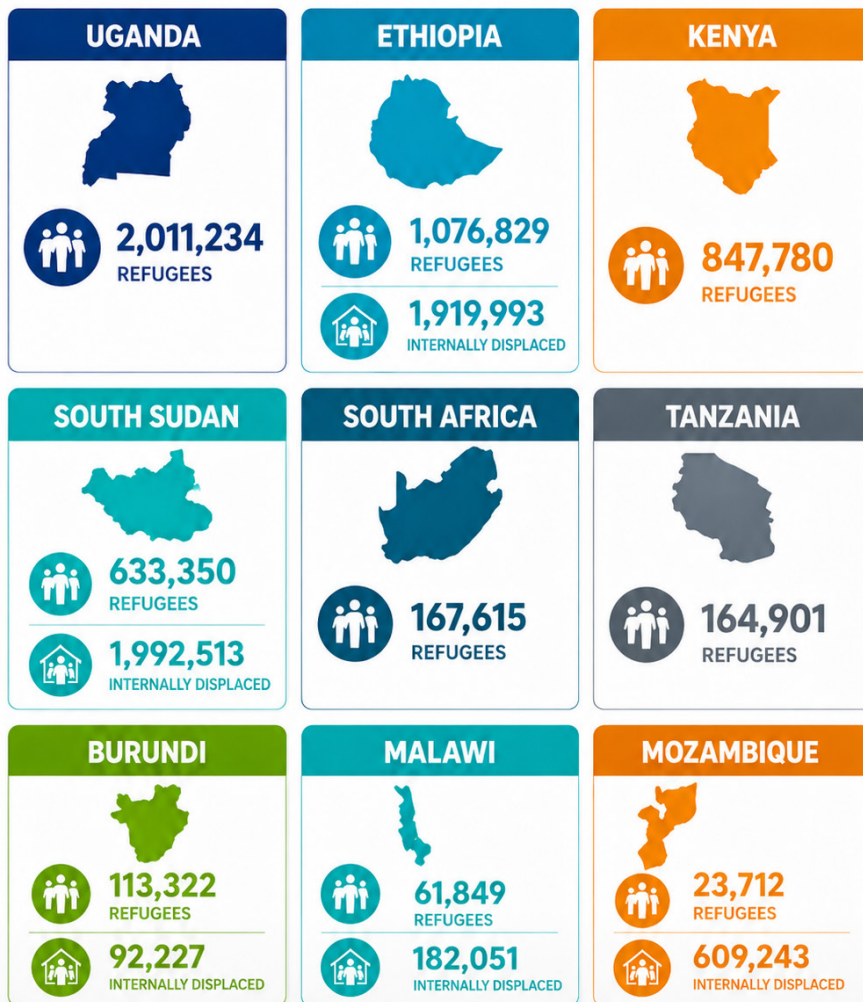 UGANDA
2,011,234
REFUGEES
ETHIOPIA
1,076,829
REFUGEES
1,919,993
INTERNALLY DISPLACED
KENYA
847,780
REFUGEES
SOUTH SUDAN
633,350
REFUGEES
1,992,513
INTERNALLY DISPLACED
SOUTH AFRICA
167,615
REFUGEES
TANZANIA
164,901
REFUGEES
BURUNDI
113,322
REFUGEES
92,227
INTERNALLY DISPLACED
MALAWI
61,849
REFUGEES
182,051
INTERNALLY DISPLACED
MOZAMBIQUE
23,712
REFUGEES
609,243
INTERNALLY DISPLACED